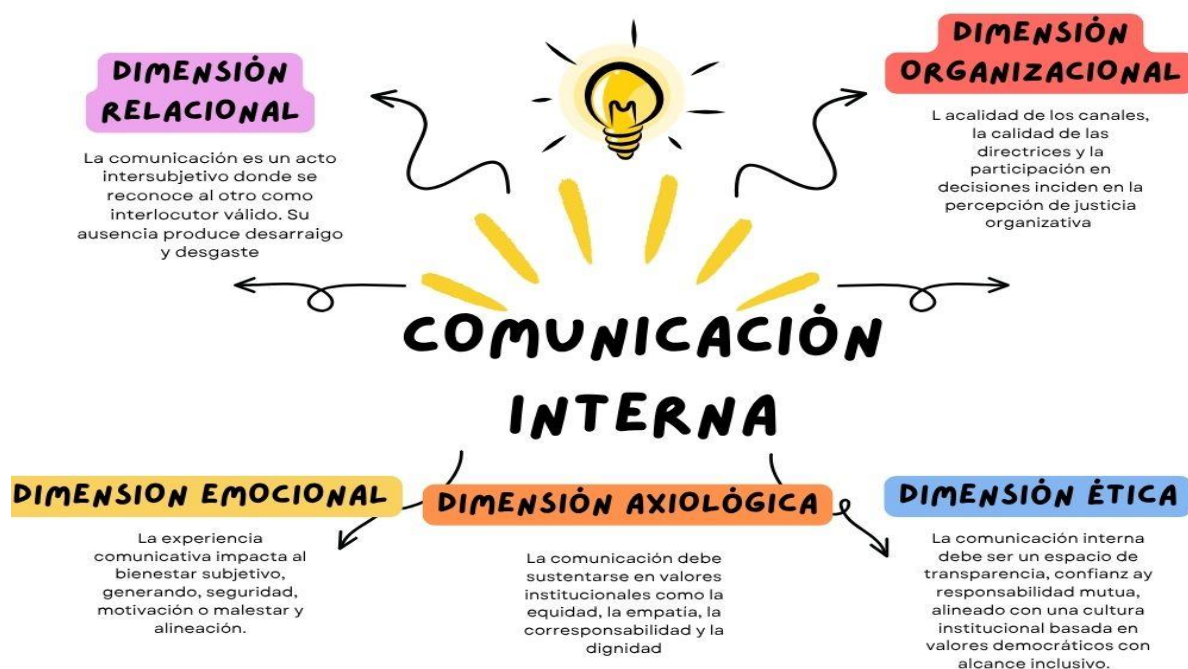 DIMENSIÓN
RELACIONAL
La comunicación es un acto
intersubjetivo donde se
reconoce al otro como
interlocutor válido. Su
ausencia produce desarraigo
y desgaste
DIMENSIÓN
ORGANIZACIONAL
L acalidad de los canales,
la calidad de las
directrices y la
participación en
decisiones inciden en la
percepción de justicia
organizativa
COMUNICACIÓN
INTERNA
DIMENSION EMOCIONAL
La experiencia
comunicativa impacta al
bienestar subjetivo,
generando, seguridad,
motivación o malestar y
alineación.
DIMENSIÓN AXIOLÓGICA
La comunicación debe
sustentarse en valores
institucionales como la
equidad, la empatía, la
corresponsabilidad y la
dignidad
DIMENSIÓN ÉTICA
La comunicación interna
debe ser un espacio de
transparencia, confianz ay
responsabilidad mutua,
alineado con una cultura
institucional basada en
valores democráticos con
alcance inclusivo.